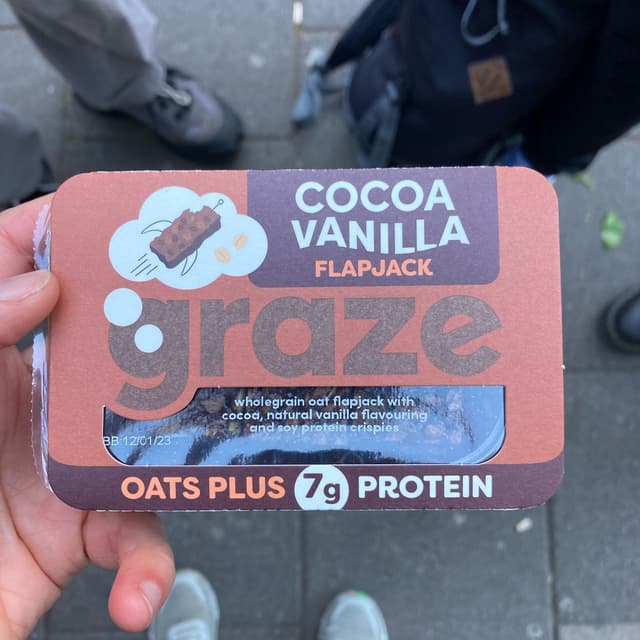 COCOA
VANILLA
FLAPJACK
graze
wholegrain oat flapjack with
cocoa, natural vanilla flavouring
and soy protein crispies
BB:12/01/23
OATS PLUS 7g PROTEIN